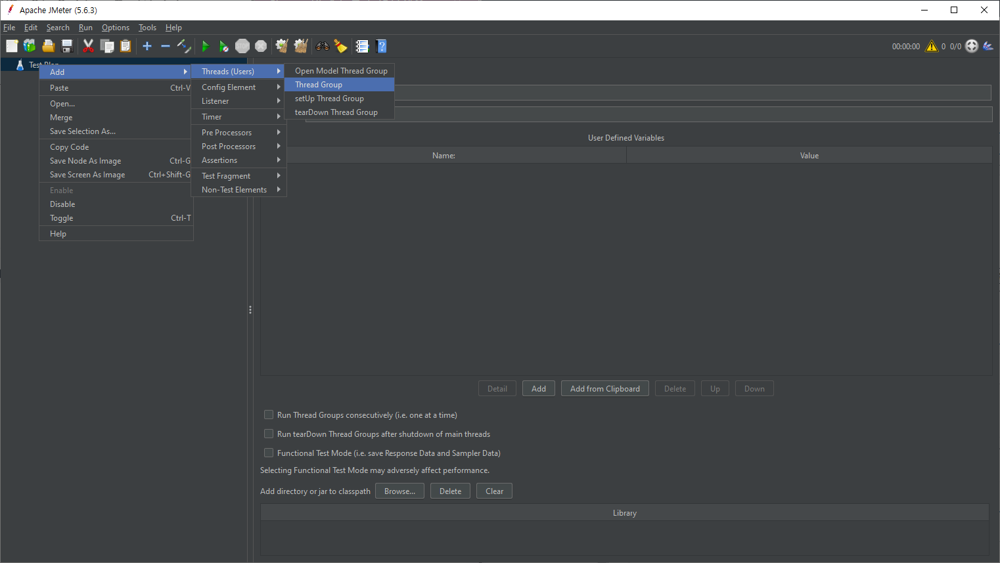 Apache JMeter (5.6.3)
File Edit Search Run Options Tools Help
00:00:00 0 0/0
Test Plan
Add
Paste Ctrl-V
Open...
Merge
Save Selection As...
Copy Code
Save Node As Image Ctrl-G
Save Screen As Image Ctrl+Shift-G
Enable
Disable
Toggle Ctrl-T
Help
Threads (Users)
Config Element
Listener
Timer
Pre Processors
Post Processors
Assertions
Test Fragment
Non-Test Elements
Open Model Thread Group
Thread Group
setUp Thread Group
tearDown Thread Group
User Defined Variables
Name: Value
Detail Add Add from Clipboard Delete Up Down
Run Thread Groups consecutively (i.e. one at a time)
Run tearDown Thread Groups after shutdown of main threads
Functional Test Mode (i.e. save Response Data and Sampler Data)
Selecting Functional Test Mode may adversely affect performance.
Add directory or jar to classpath Browse... Delete Clear
Library